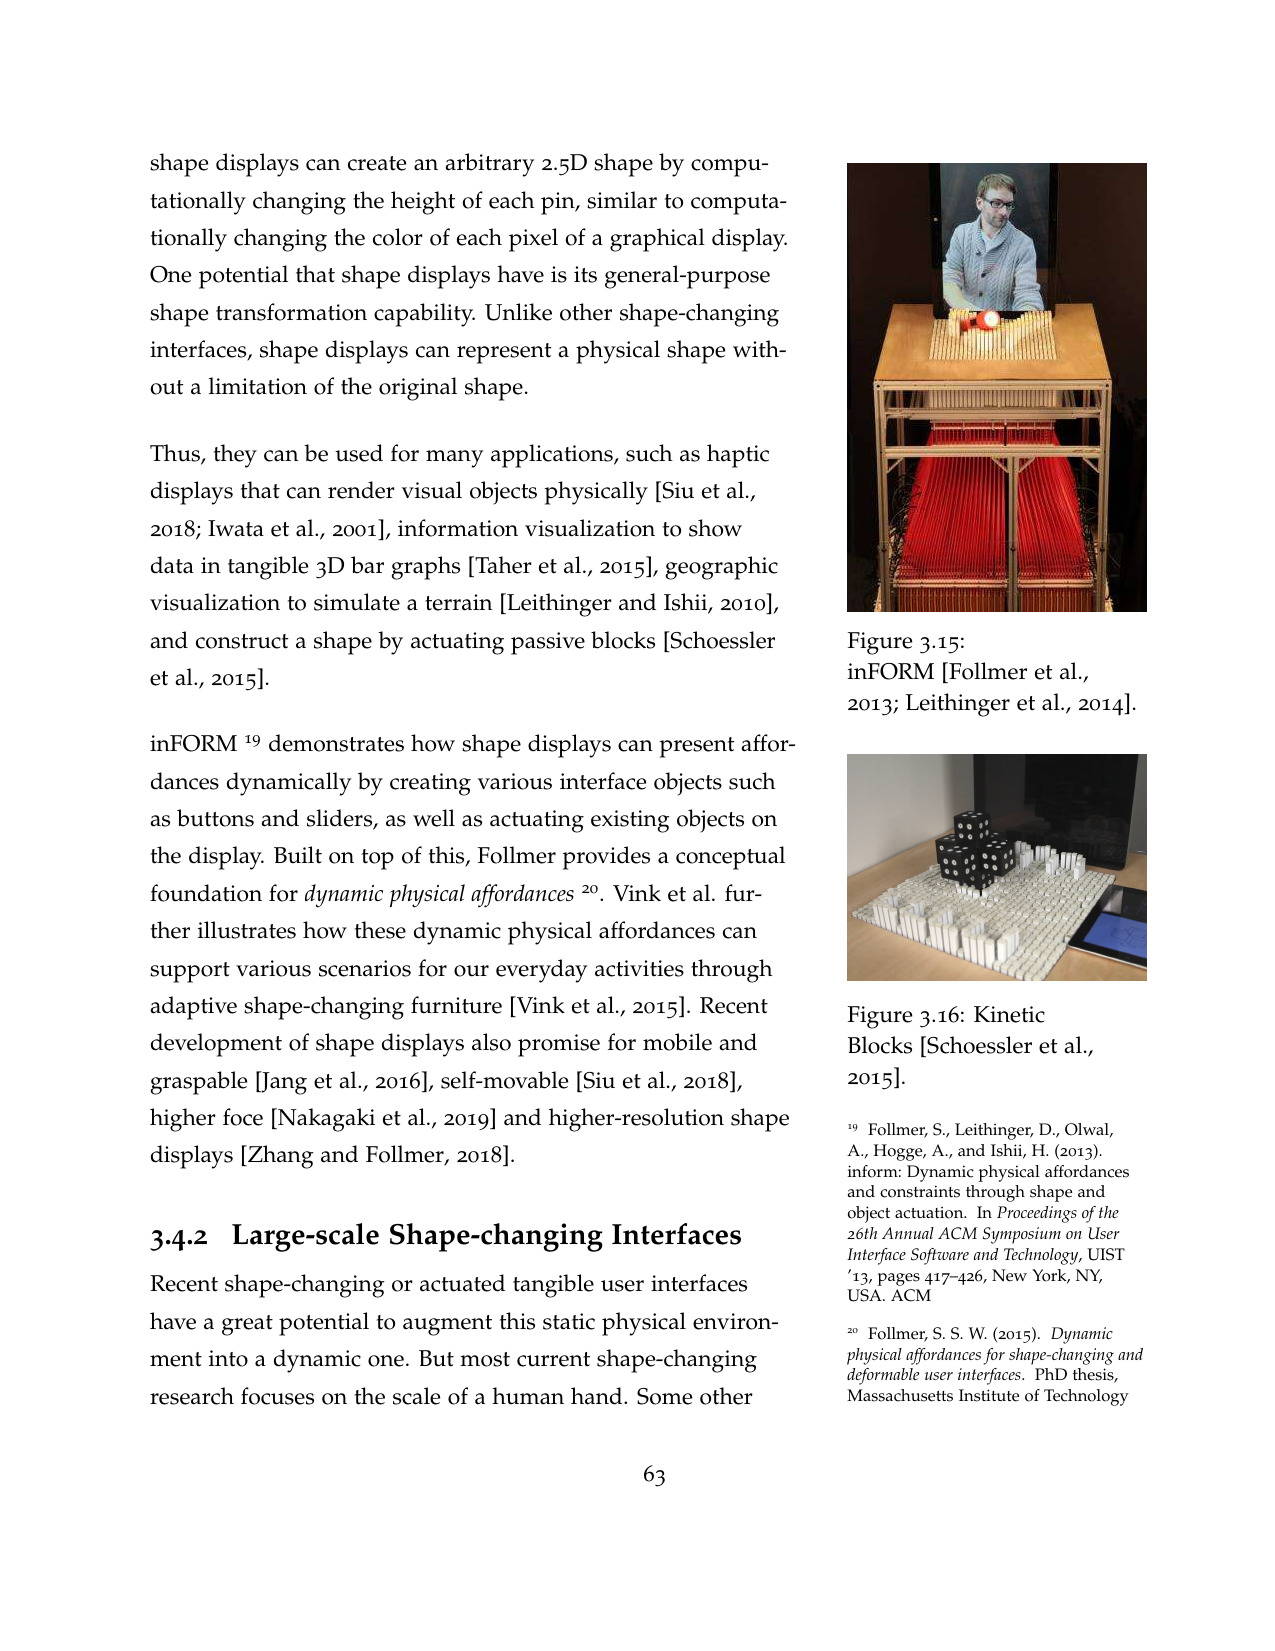 shape displays can create an arbitrary 2.5D shape by compu-
tationally changing the height of each pin, similar to computa-
tionally changing the color of each pixel of a graphical display.
One potential that shape displays have is its general-purpose
shape transformation capability. Unlike other shape-changing
interfaces, shape displays can represent a physical shape with-
out a limitation of the original shape.
Thus, they can be used for many applications, such as haptic
displays that can render visual objects physically [Siu et al.,
2018; Iwata et al., 2001], information visualization to show
data in tangible 3D bar graphs [Taher et al., 2015], geographic
visualization to simulate a terrain [Leithinger and Ishii, 2010],
and construct a shape by actuating passive blocks [Schoessler
et al., 2015].
inFORM 19 demonstrates how shape displays can present affor-
dances dynamically by creating various interface objects such
as buttons and sliders, as well as actuating existing objects on
the display. Built on top of this, Follmer provides a conceptual
foundation for dynamic physical affordances 20. Vink et al. fur-
ther illustrates how these dynamic physical affordances can
support various scenarios for our everyday activities through
adaptive shape-changing furniture [Vink et al., 2015]. Recent
development of shape displays also promise for mobile and
graspable [Jang et al., 2016], self-movable [Siu et al., 2018],
higher foce [Nakagaki et al., 2019] and higher-resolution shape
displays [Zhang and Follmer, 2018].
3.4.2 Large-scale Shape-changing Interfaces
Recent shape-changing or actuated tangible user interfaces
have a great potential to augment this static physical environ-
ment into a dynamic one. But most current shape-changing
research focuses on the scale of a human hand. Some other
Figure 3.15:
inFORM [Follmer et al.,
2013; Leithinger et al., 2014].
Figure 3.16: Kinetic
Blocks [Schoessler et al.,
2015].
19 Follmer, S., Leithinger, D., Olwal,
A., Hogge, A., and Ishii, H. (2013).
inform: Dynamic physical affordances
and constraints through shape and
object actuation. In Proceedings of the
26th Annual ACM Symposium on User
Interface Software and Technology, UIST
'13, pages 417–426, New York, NY,
USA. ACM
20 Follmer, S. S. W. (2015). Dynamic
physical affordances for shape-changing and
deformable user interfaces. PhD thesis,
Massachusetts Institute of Technology
63